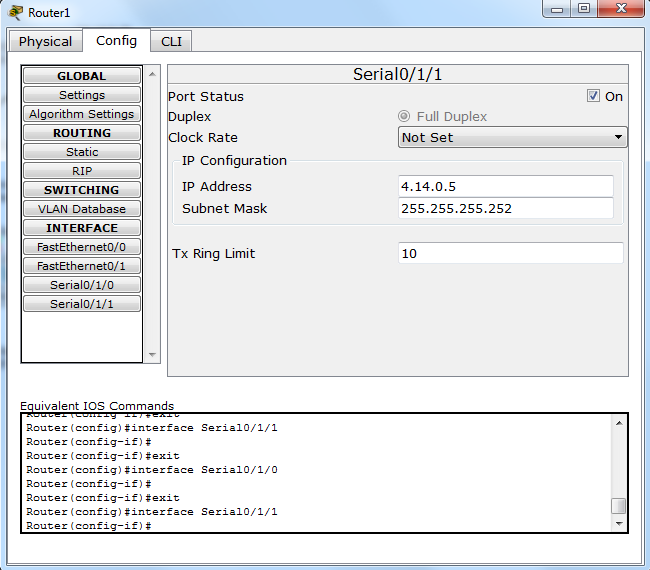 Router1
Physical
Config
CLI
GLOBAL
Settings
Algorithm Settings
ROUTING
Static
RIP
SWITCHING
VLAN Database
INTERFACE
FastEthernet0/0
FastEthernet0/1
Serial0/1/0
Serial0/1/1
Serial0/1/1
Port Status
On
Duplex
Full Duplex
Clock Rate
Not Set
IP Configuration
IP Address
4.14.0.5
Subnet Mask
255.255.255.252
Tx Ring Limit
10
Equivalent IOS Commands
Router(config-if)#exit
Router(config)#interface Serial0/1/1
Router(config-if)#
Router(config-if)#exit
Router(config)#interface Serial0/1/0
Router(config-if)#
Router(config-if)#exit
Router(config)#interface Serial0/1/1
Router(config-if)#